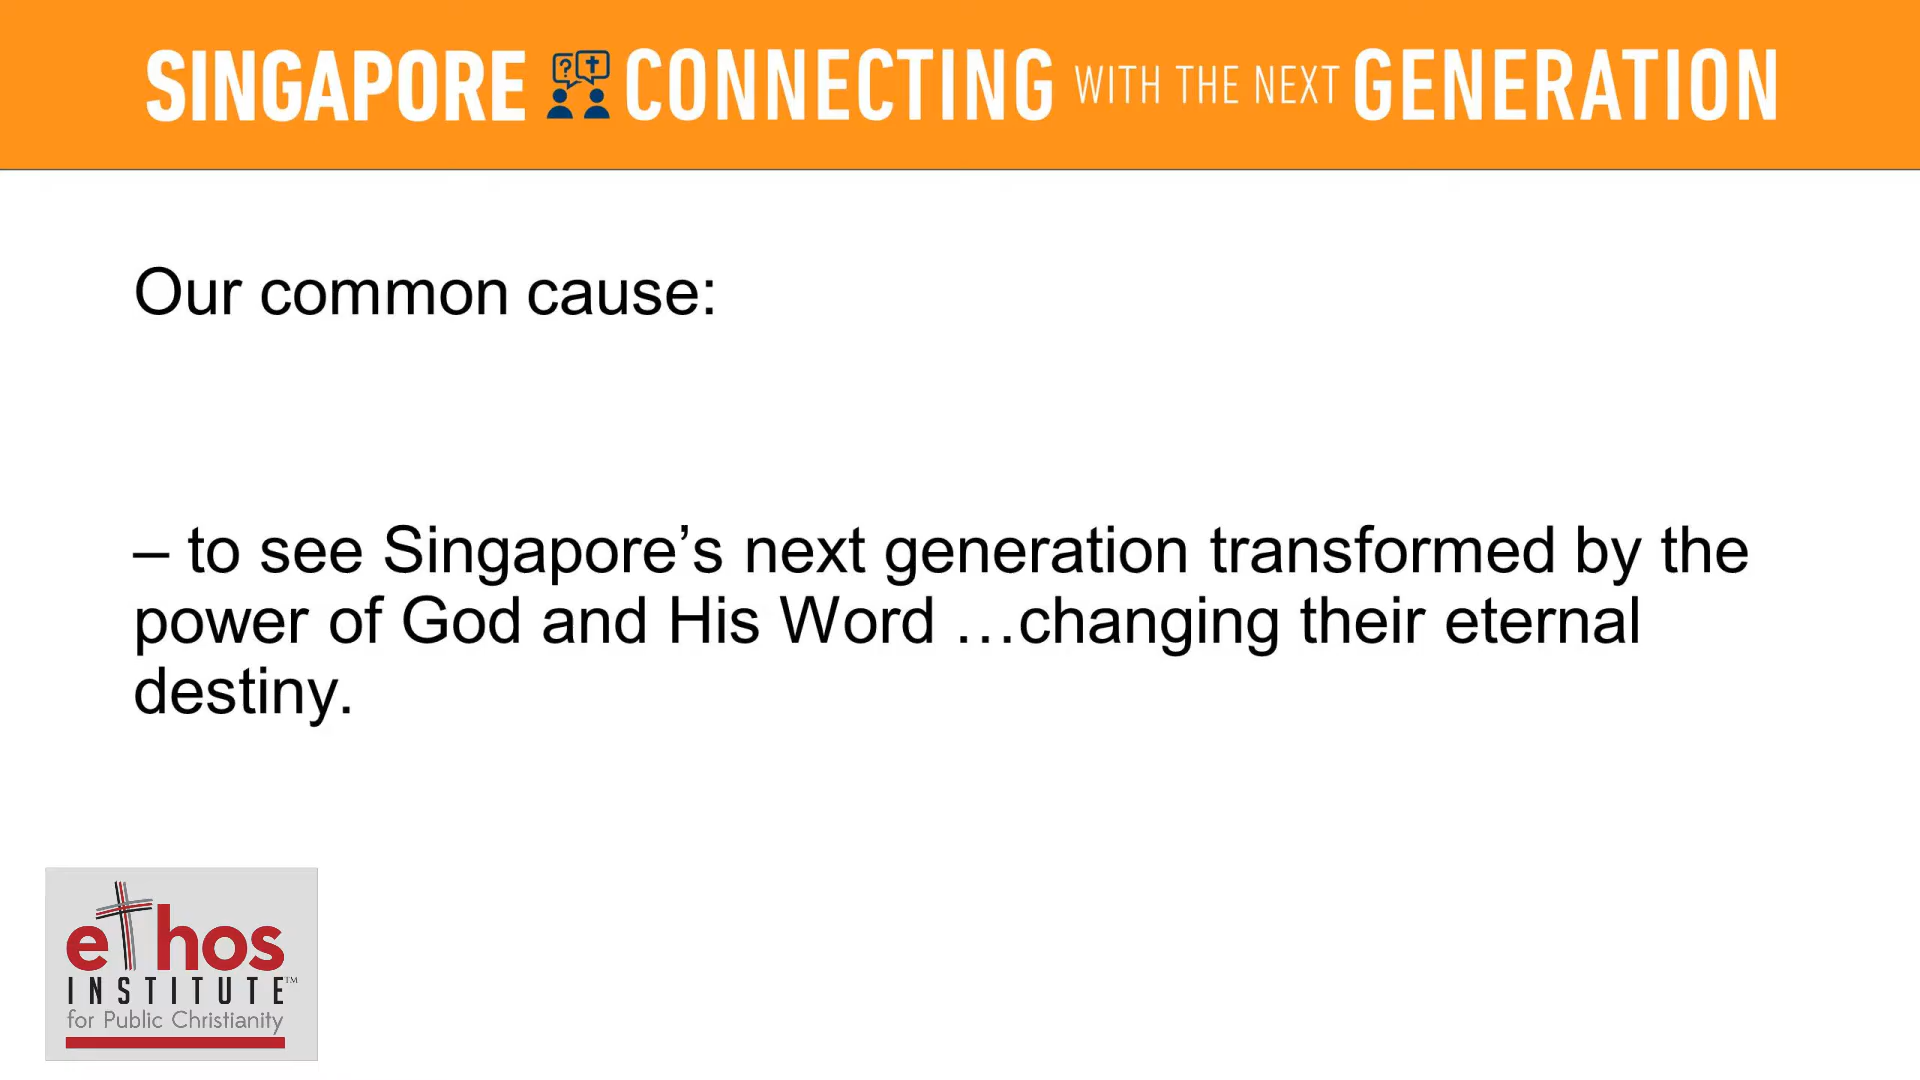 SINGAPORE ? CONNECTING WITH THE NEXT GENERATION
Our common cause:
– to see Singapore’s next generation transformed by the
power of God and His Word …changing their eternal
destiny.
ethos
INSTITUTE™
for Public Christianity